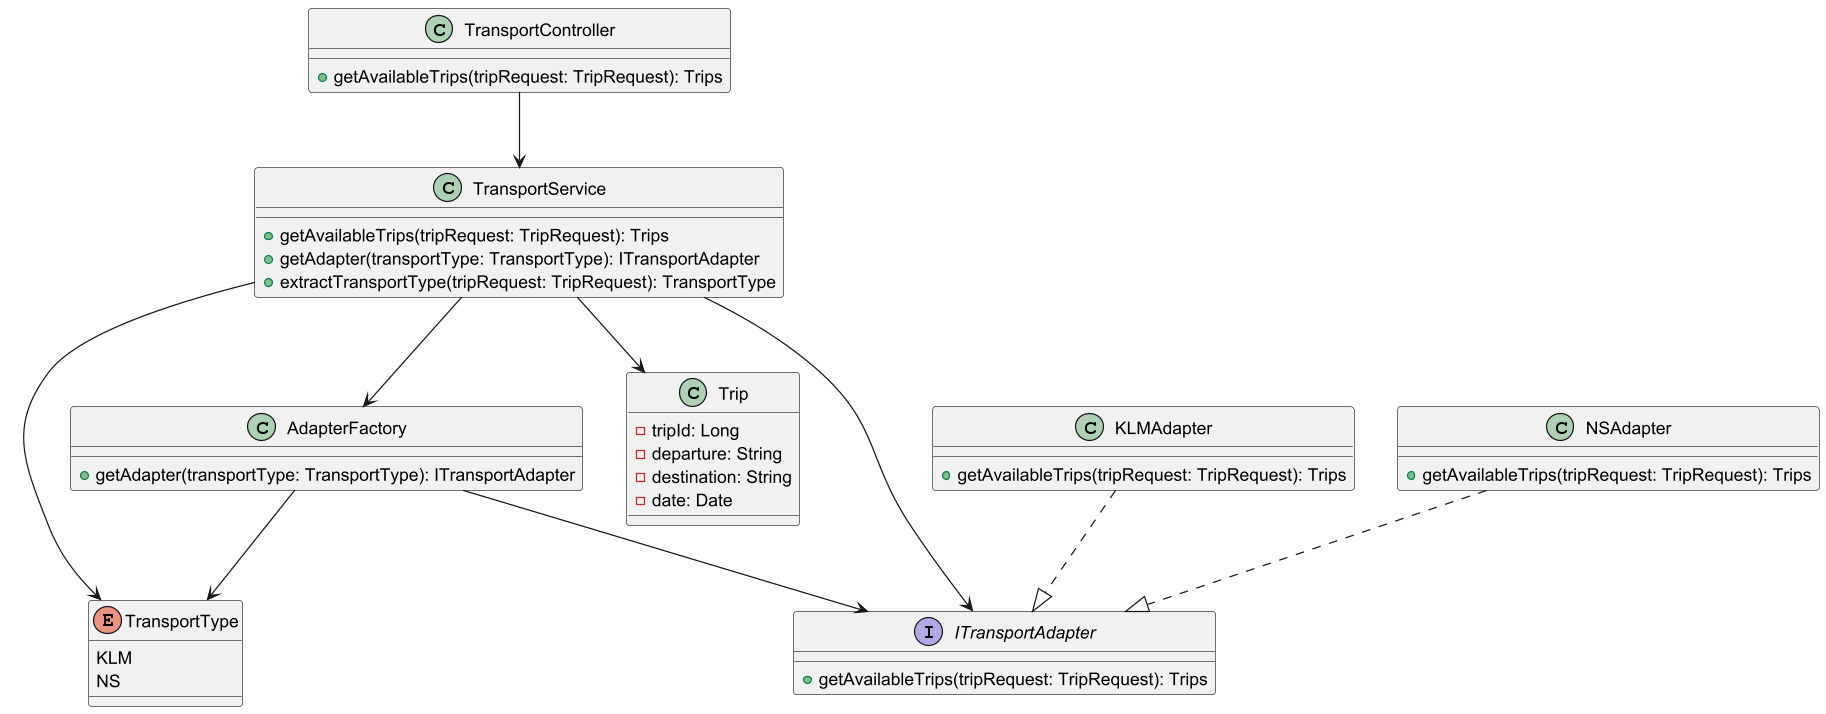 C TransportController
getAvailableTrips(tripRequest: TripRequest): Trips
C TransportService
getAvailableTrips(tripRequest: TripRequest): Trips
getAdapter(transportType: TransportType): ITransportAdapter
extractTransportType(tripRequest: TripRequest): TransportType
C AdapterFactory
getAdapter(transportType: TransportType): ITransportAdapter
C Trip
tripId: Long
departure: String
destination: String
date: Date
C KLMAdapter
getAvailableTrips(tripRequest: TripRequest): Trips
C NSAdapter
getAvailableTrips(tripRequest: TripRequest): Trips
E TransportType
KLM
NS
I ITransportAdapter
getAvailableTrips(tripRequest: TripRequest): Trips